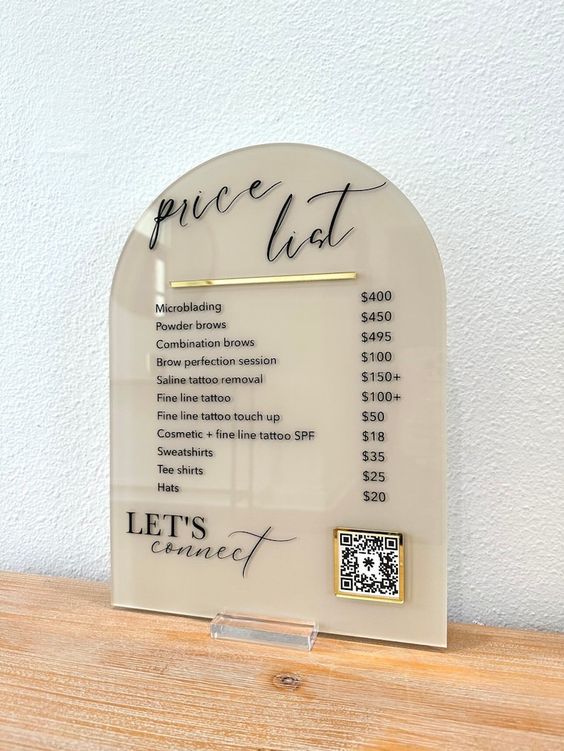 price list
Microblading $400
Powder brows $450
Combination brows $495
Brow perfection session $100
Saline tattoo removal $150+
Fine line tattoo $100+
Fine line tattoo touch up $50
Cosmetic + fine line tattoo SPF $18
Sweatshirts $35
Tee shirts $25
Hats $20
LET'S
connect